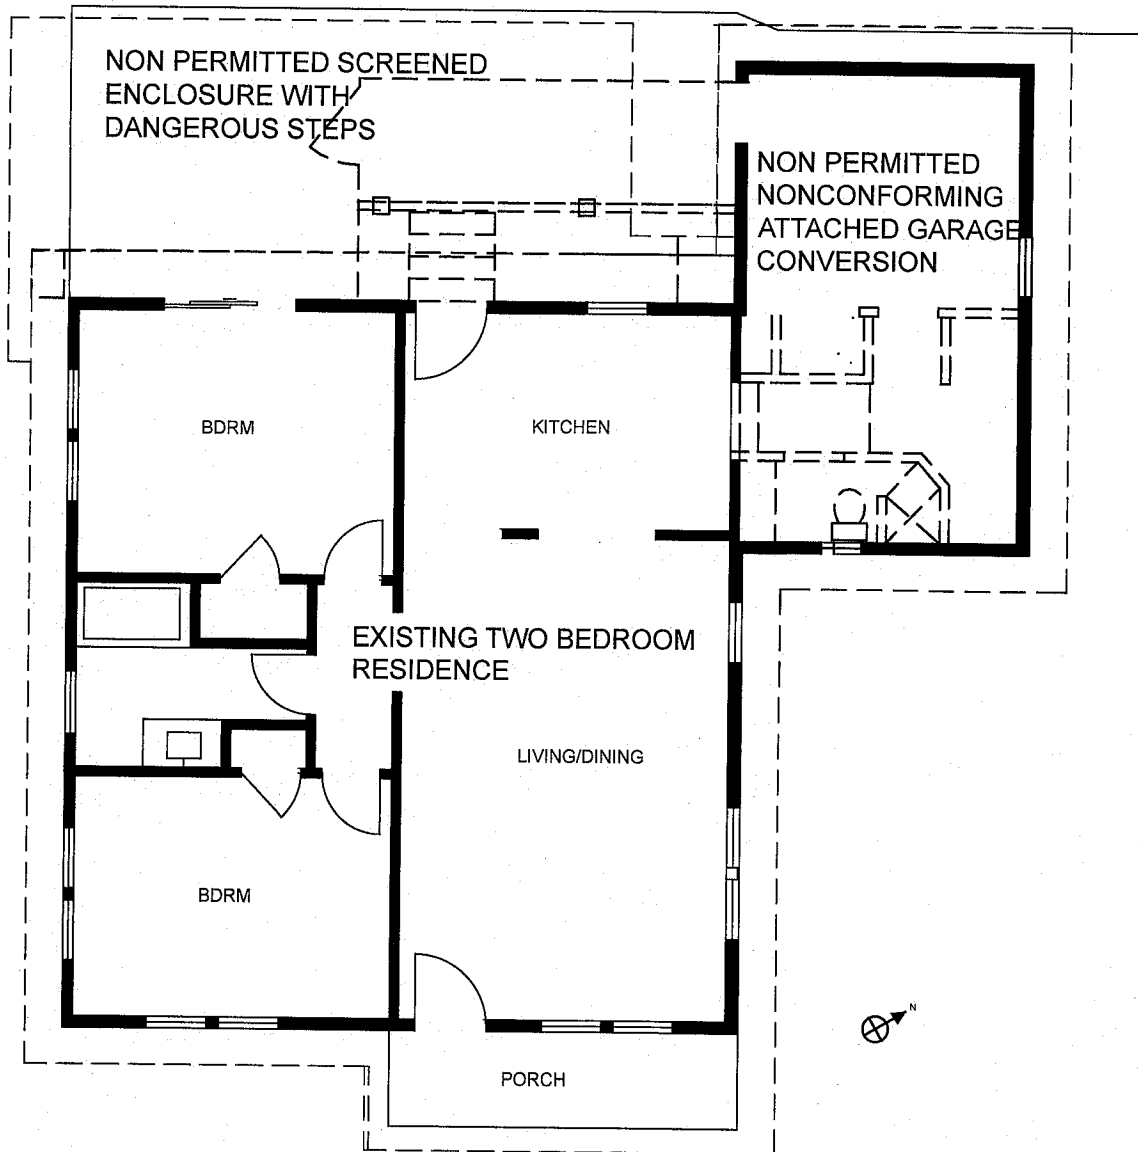 NON PERMITTED SCREENED
ENCLOSURE WITH
DANGEROUS STEPS
NON PERMITTED
NONCONFORMING
ATTACHED GARAGE
CONVERSION
BDRM
KITCHEN
EXISTING TWO BEDROOM
RESIDENCE
LIVING/DINING
BDRM
N
PORCH